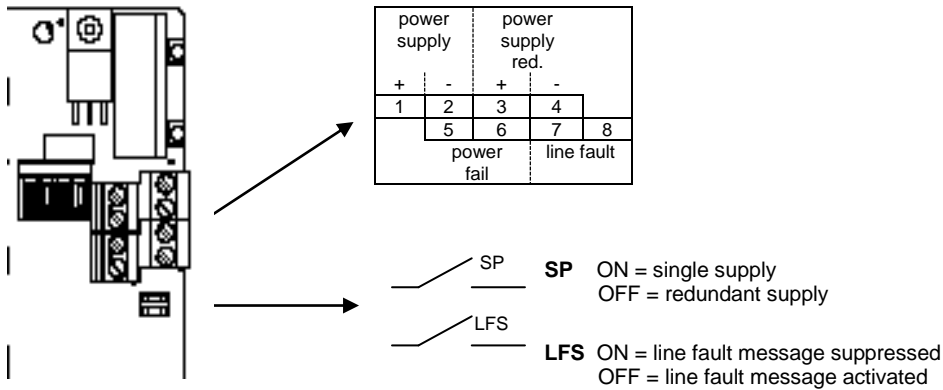 power supply
power supply red.
+ - + -
1 2 3 4
5 6 7 8
power fail
line fault
SP
SP ON = single supply
OFF = redundant supply
LFS
LFS ON = line fault message suppressed
OFF = line fault message activated